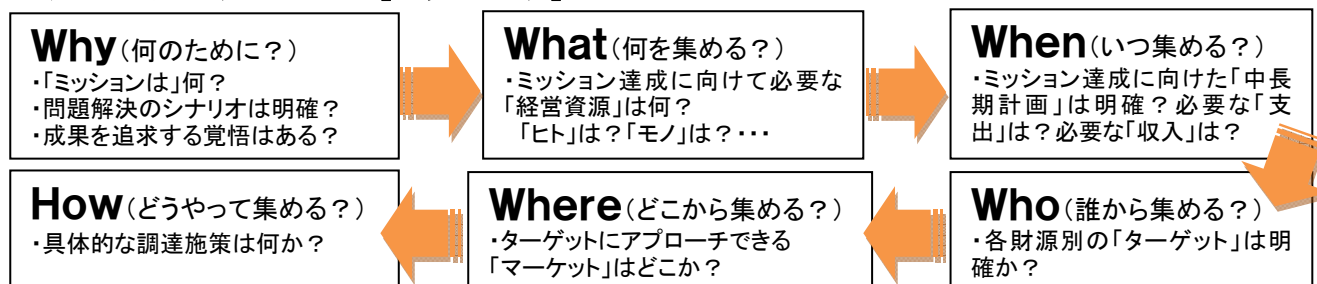 Why(何のために？)
・「ミッションは」何？
・問題解決のシナリオは明確？
・成果を追求する覚悟はある？
What(何を集める？)
・ミッション達成に向けて必要な
「経営資源」は何？
「ヒト」は？「モノ」は？・・・
When(いつ集める？)
・ミッション達成に向けた「中長
期計画」は明確？必要な「支
出」は？必要な「収入」は？
Who(誰から集める？)
・各財源別の「ターゲット」は明
確か？
Where(どこから集める？)
・ターゲットにアプローチできる
「マーケット」はどこか？
How(どうやって集める？)
・具体的な調達施策は何か？